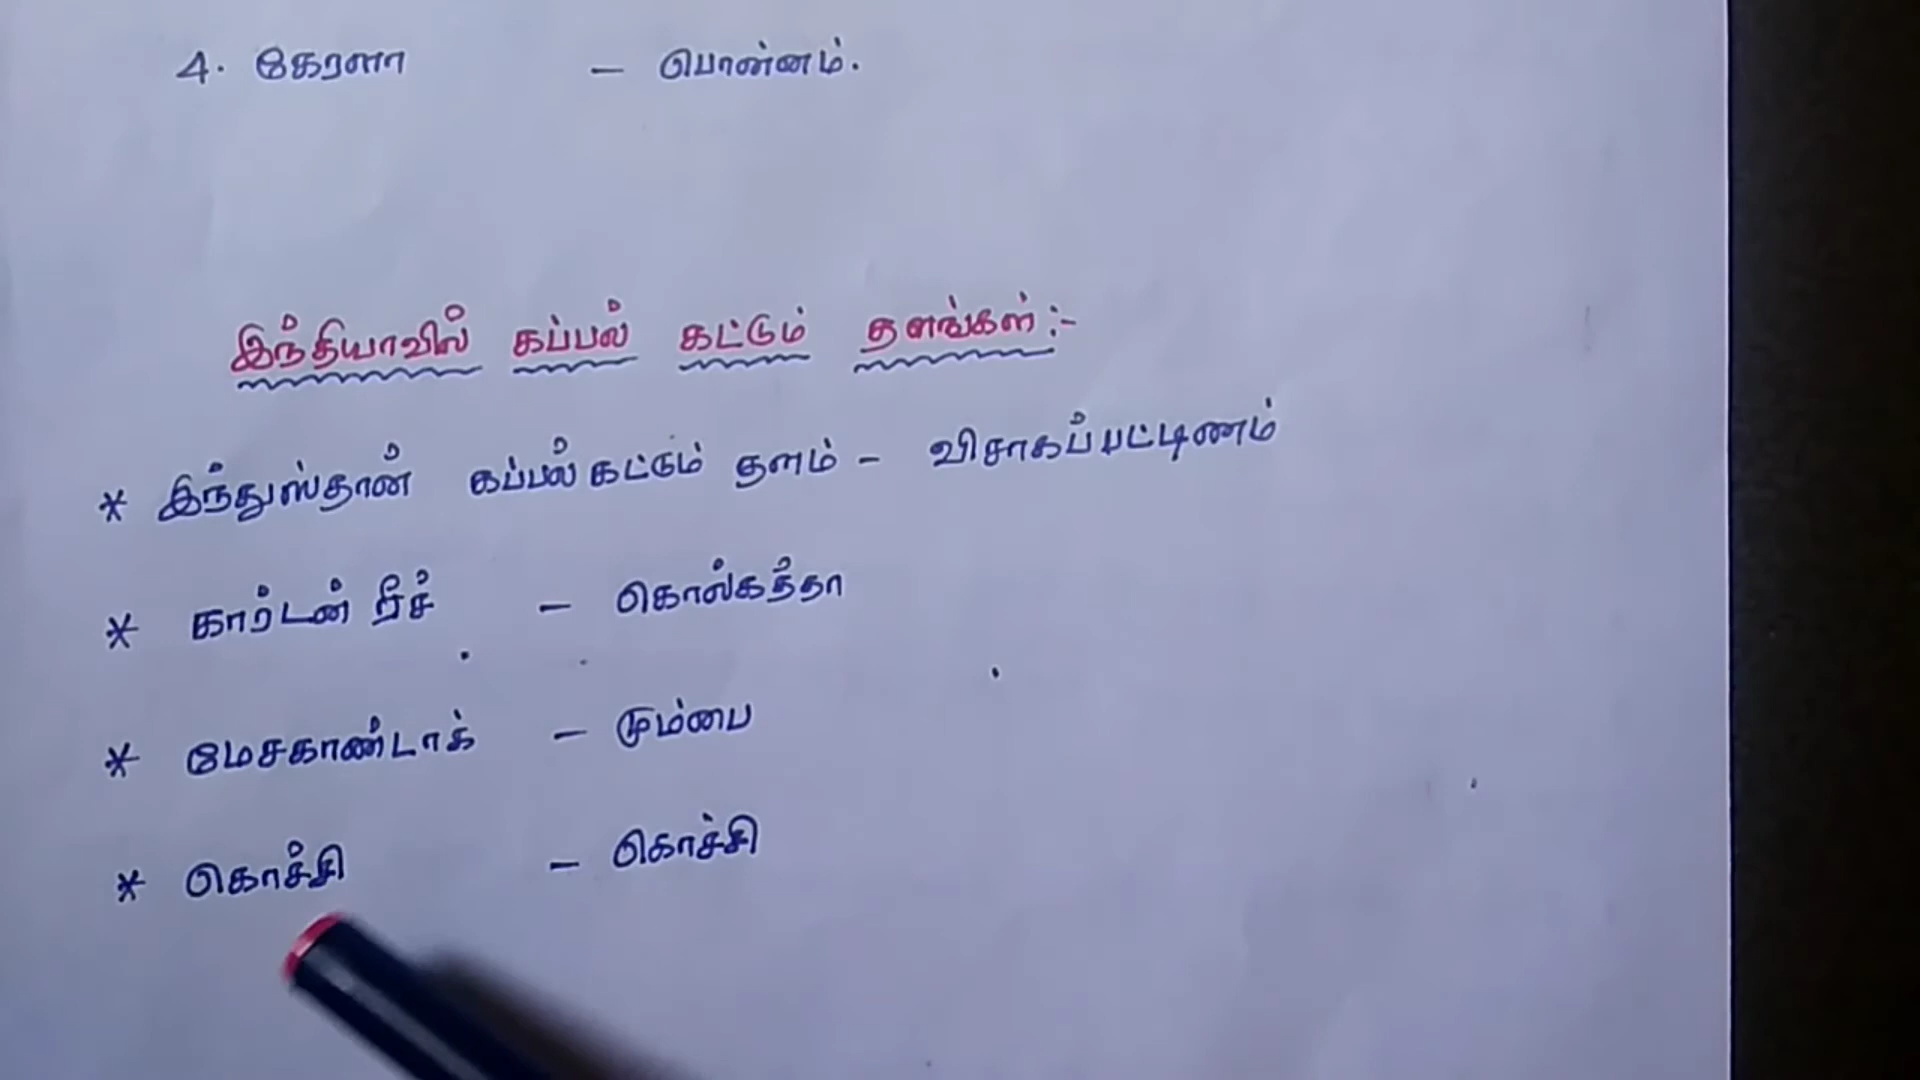 4. கேரளா – பொன்னம்.
இந்தியாவில் கப்பல் கட்டும் தளங்கள் :-
* இந்துஸ்தான் கப்பல் கட்டும் தளம் – விசாகப்பட்டிணம்
* கார்டன் ரீச் – கொல்கத்தா
* மேசகாண்டாக் – மும்பை
* கொச்சி – கொச்சி